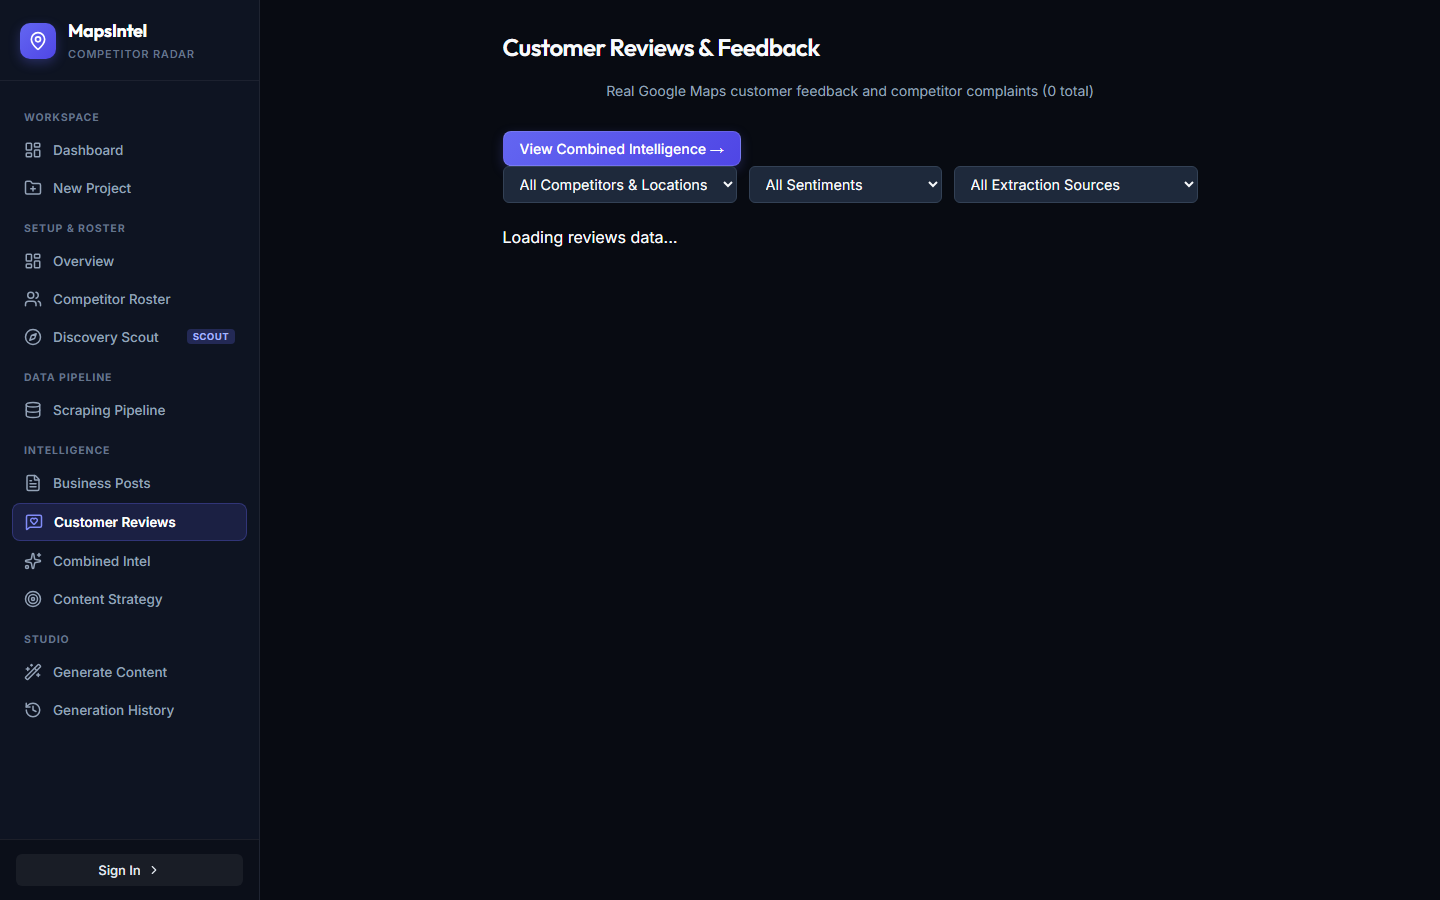 MapsIntel
COMPETITOR RADAR
WORKSPACE
Dashboard
New Project
SETUP & ROSTER
Overview
Competitor Roster
Discovery Scout SCOUT
DATA PIPELINE
Scraping Pipeline
INTELLIGENCE
Business Posts
Customer Reviews
Combined Intel
Content Strategy
STUDIO
Generate Content
Generation History
Sign In
Customer Reviews & Feedback
Real Google Maps customer feedback and competitor complaints (0 total)
View Combined Intelligence →
All Competitors & Locations All Sentiments All Extraction Sources
Loading reviews data...